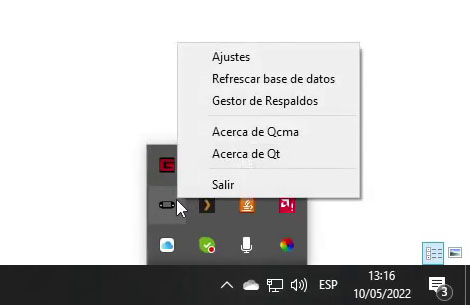 Ajustes
Refrescar base de datos
Gestor de Respaldos
Acerca de Qcma
Acerca de Qt
Salir
ESP
13:16
10/05/2022
3